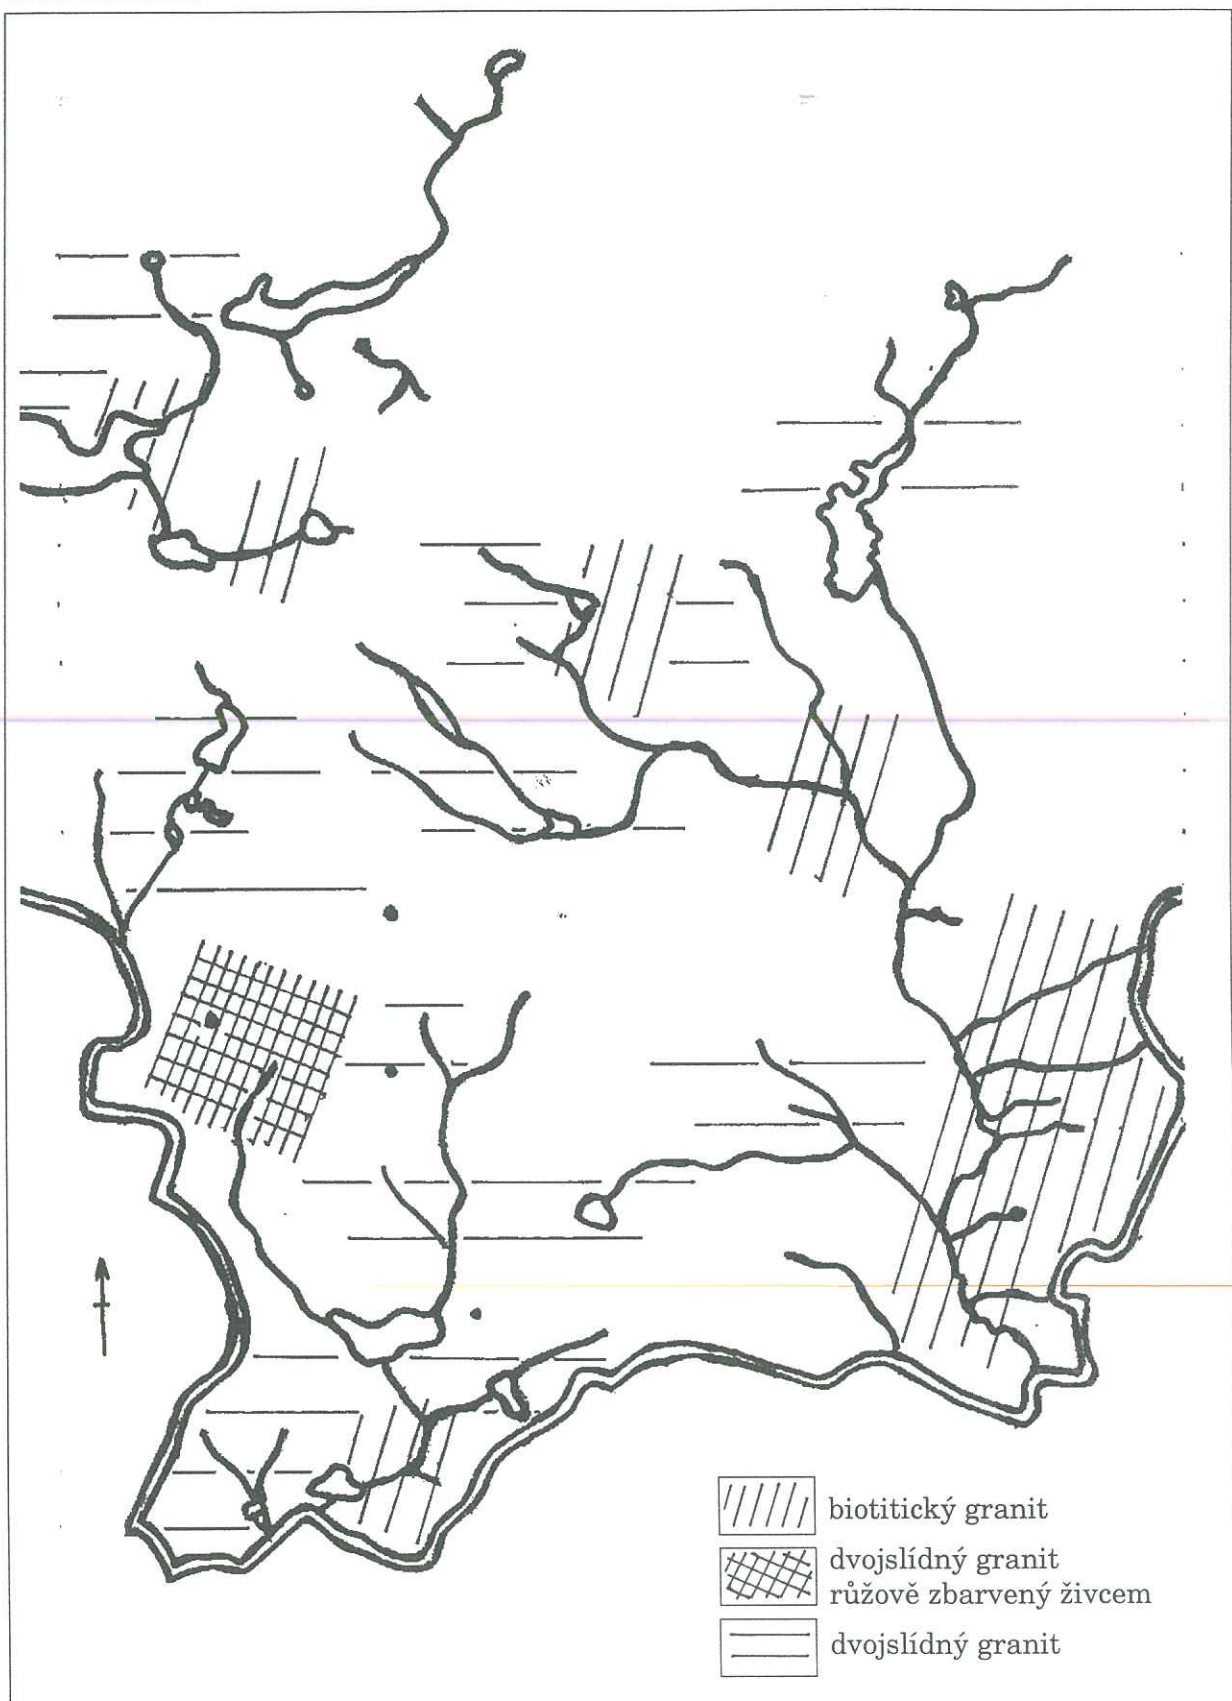 biotitický granit
dvojslídný granit
růžově zbarvený živcem
dvojslídný granit